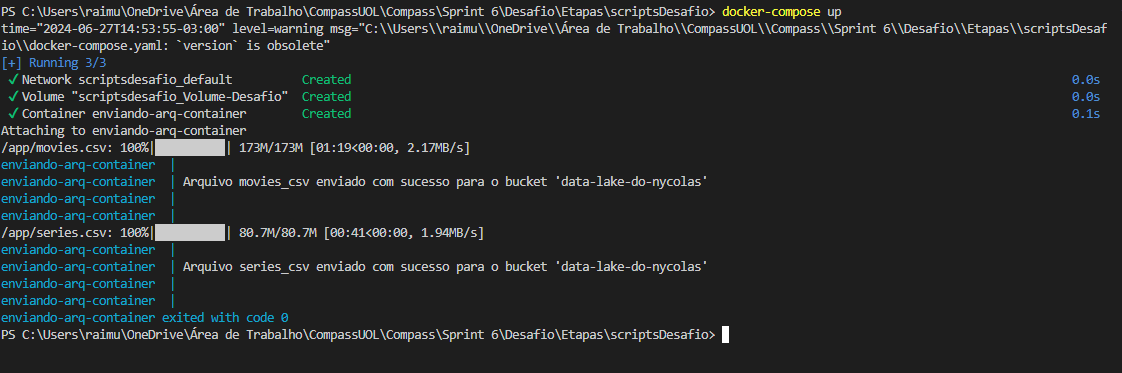 PS C:\Users\raimu\OneDrive\Área de Trabalho\CompassUOL\Compass\Sprint 6\Desafio\Etapas\scriptsDesafio> docker-compose up
time="2024-06-27T14:53:55-03:00" level=warning msg="C:\\Users\\raimu\\OneDrive\\Área de Trabalho\\CompassUOL\\Compass\\Sprint 6\\Desafio\\Etapas\\scriptsDesaf
io\\docker-compose.yaml: `version` is obsolete"
[+] Running 3/3
✓ Network scriptsdesafio_default Created 0.0s
✓ Volume "scriptsdesafio_Volume-Desafio" Created 0.0s
✓ Container enviando-arq-container Created 0.1s
Attaching to enviando-arq-container
/app/movies.csv: 100%|██████████| 173M/173M [01:19<00:00, 2.17MB/s]
enviando-arq-container |
enviando-arq-container | Arquivo movies_csv enviado com sucesso para o bucket 'data-lake-do-nycolas'
enviando-arq-container |
enviando-arq-container |
/app/series.csv: 100%|██████████| 80.7M/80.7M [00:41<00:00, 1.94MB/s]
enviando-arq-container |
enviando-arq-container | Arquivo series_csv enviado com sucesso para o bucket 'data-lake-do-nycolas'
enviando-arq-container |
enviando-arq-container |
enviando-arq-container exited with code 0
PS C:\Users\raimu\OneDrive\Área de Trabalho\CompassUOL\Compass\Sprint 6\Desafio\Etapas\scriptsDesafio>